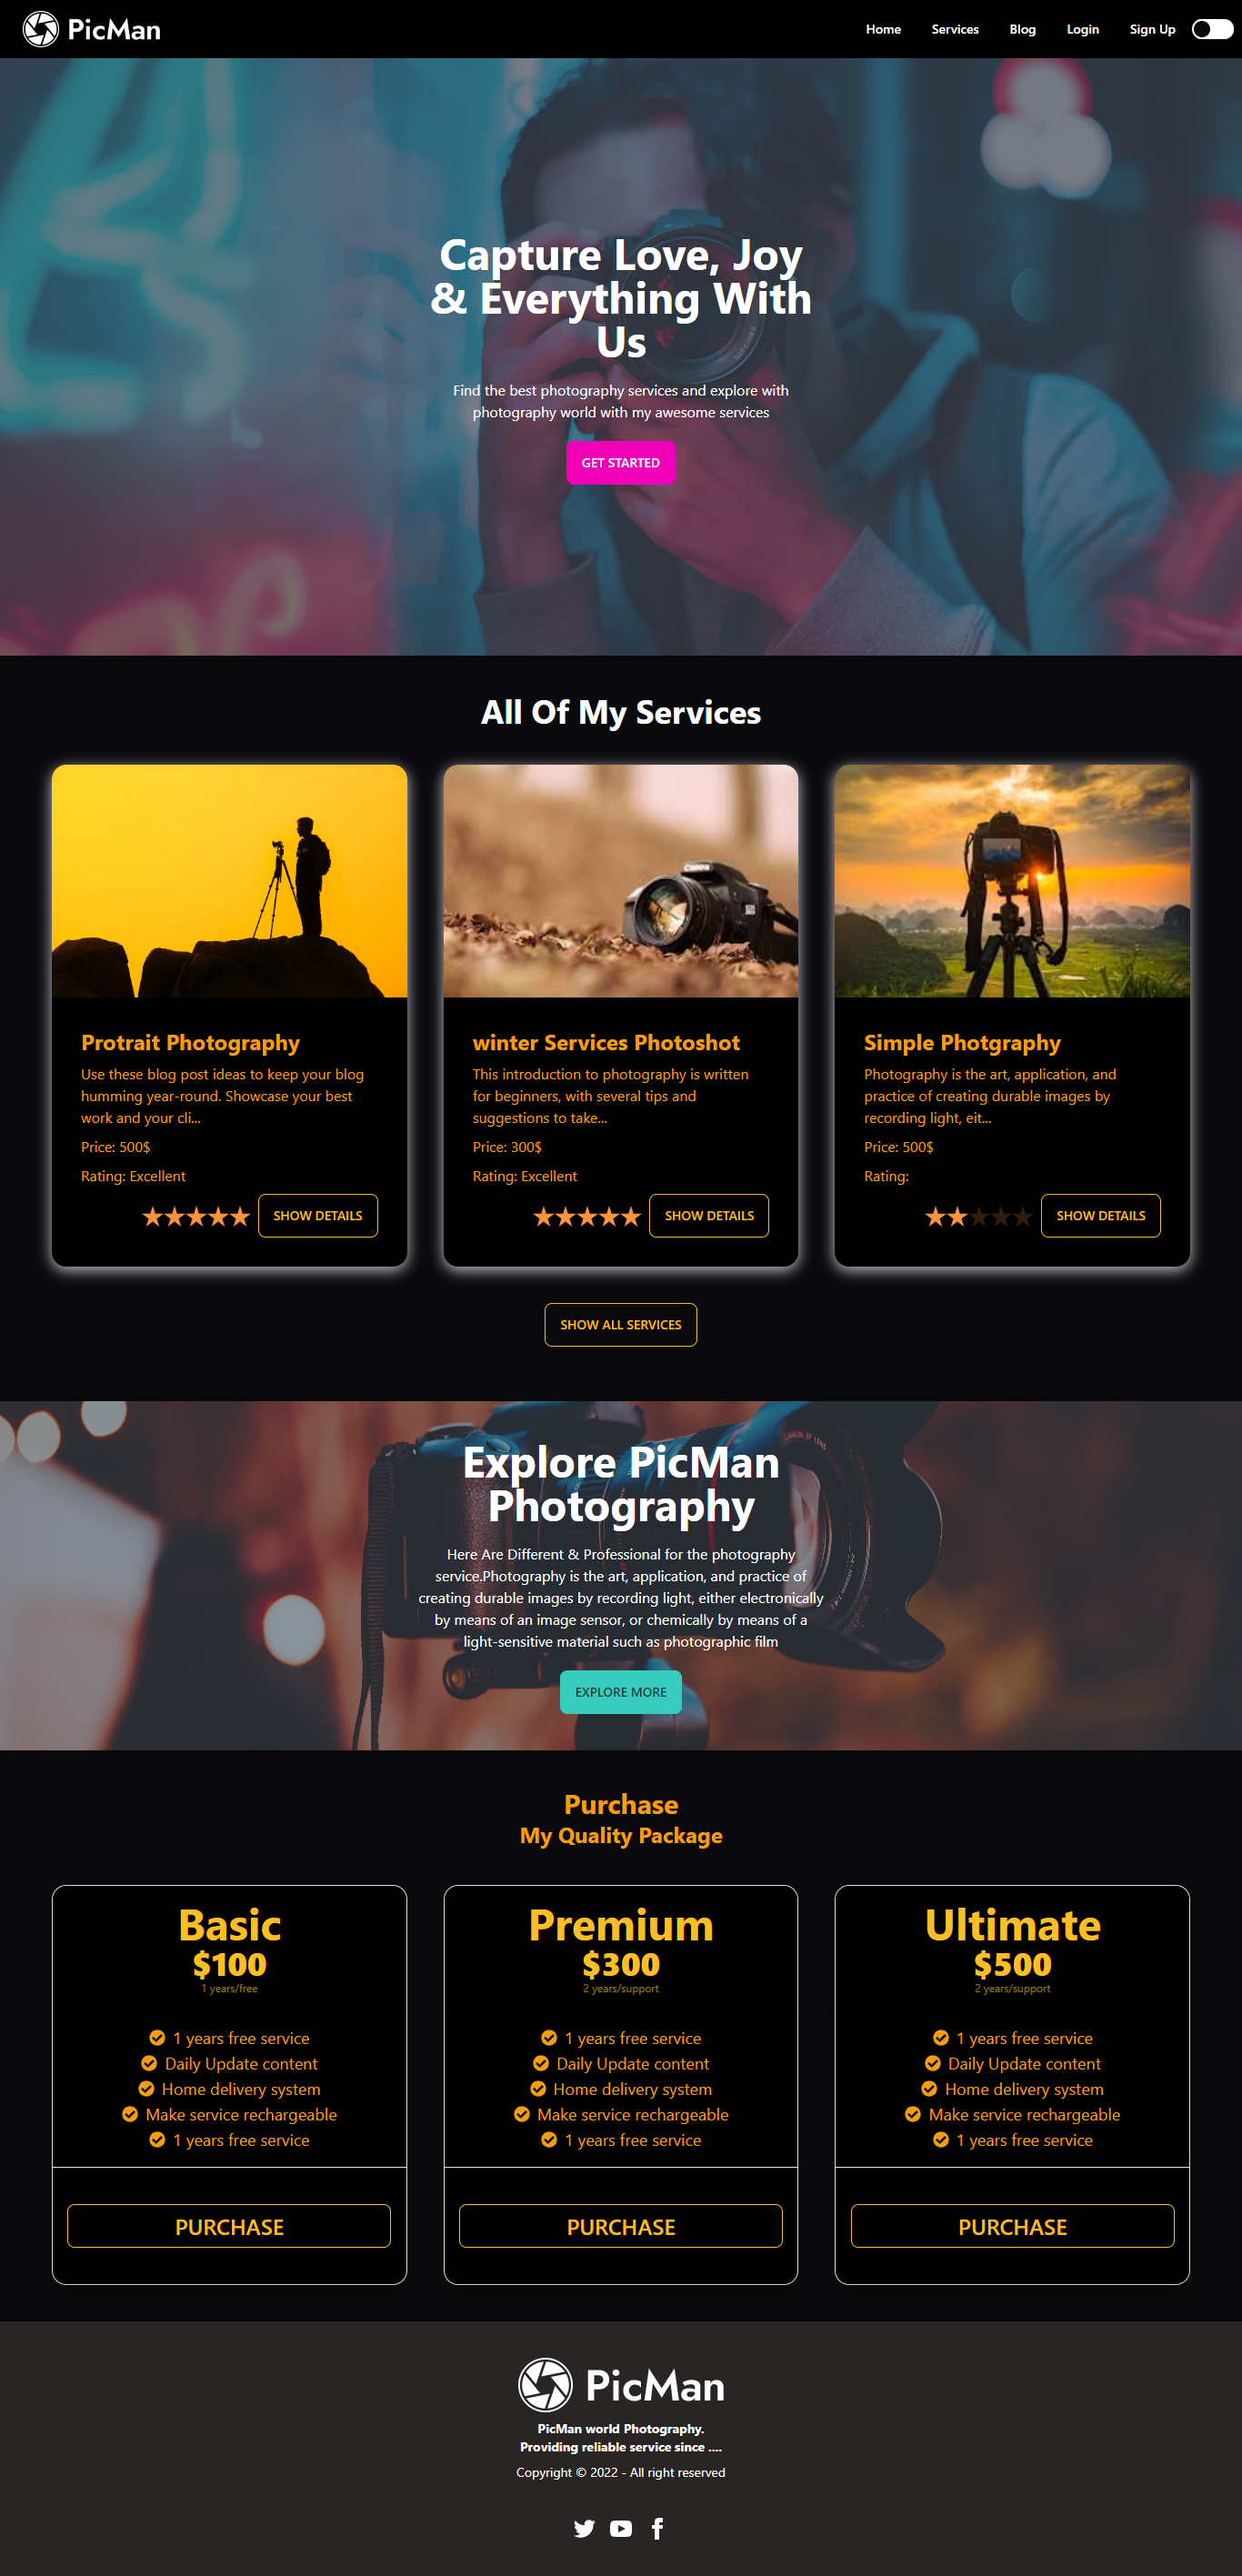 PicMan
Home Services Blog Login Sign Up
Capture Love, Joy
& Everything With
Us
Find the best photography services and explore with
photography world with my awesome services
GET STARTED
All Of My Services
CANON
Protrait Photography
Use these blog post ideas to keep your blog
humming year-round. Showcase your best
work and your cli...
Price: 500$
Rating: Excellent
SHOW DETAILS
winter Services Photoshot
This introduction to photography is written
for beginners, with several tips and
suggestions to take...
Price: 300$
Rating: Excellent
SHOW DETAILS
Simple Photgraphy
Photography is the art, application, and
practice of creating durable images by
recording light, eit...
Price: 500$
Rating:
SHOW DETAILS
SHOW ALL SERVICES
CANON EF LENS
Explore PicMan
Photography
Here Are Different & Professional for the photography
service.Photography is the art, application, and practice of
creating durable images by recording light, either electronically
by means of an image sensor, or chemically by means of a
light-sensitive material such as photographic film
EXPLORE MORE
Purchase
My Quality Package
Basic
$100
1 years/free
1 years free service
Daily Update content
Home delivery system
Make service rechargeable
1 years free service
PURCHASE
Premium
$300
2 years/support
1 years free service
Daily Update content
Home delivery system
Make service rechargeable
1 years free service
PURCHASE
Ultimate
$500
2 years/support
1 years free service
Daily Update content
Home delivery system
Make service rechargeable
1 years free service
PURCHASE
PicMan
PicMan world Photography.
Providing reliable service since ....
Copyright © 2022 - All right reserved